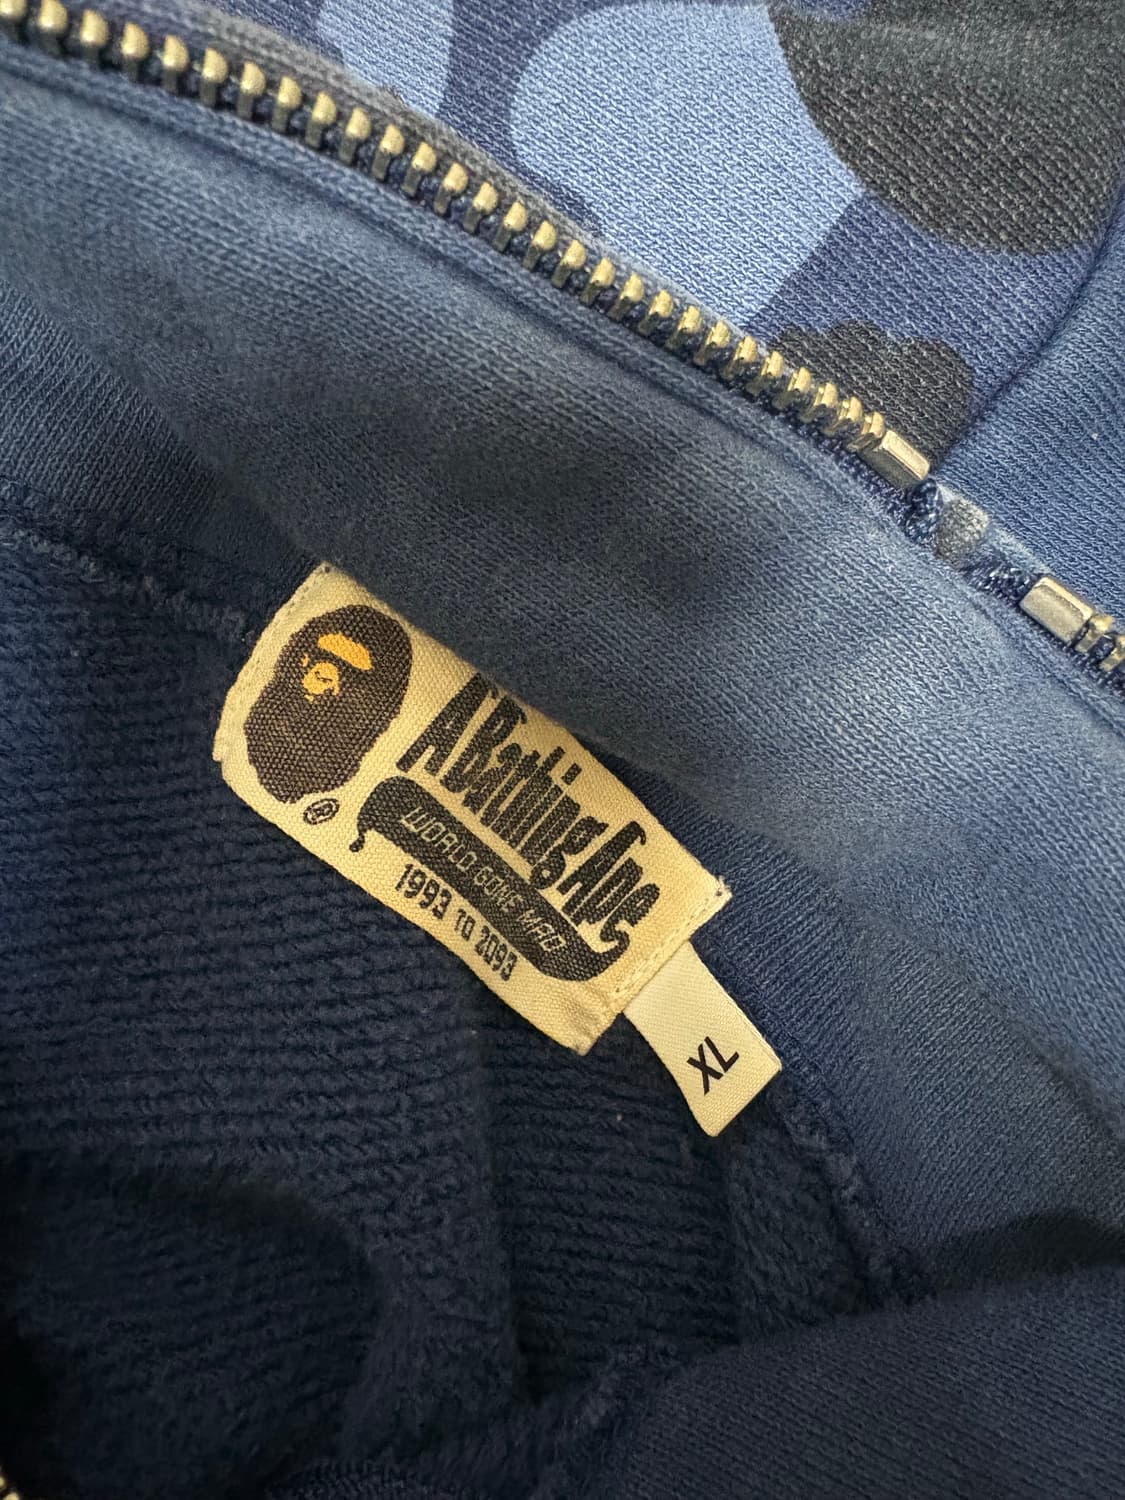 A Bathing Ape
WORLD GONE MAD
1993 TO 2093
®
XL